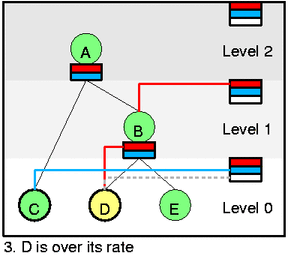 A
Level 2
B
Level 1
C
D
E
Level 0
3. D is over its rate